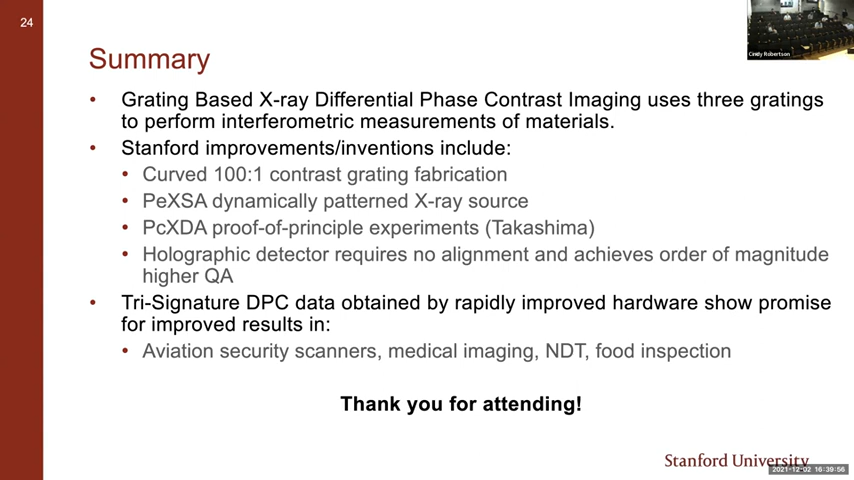 24
Cindy Robertson
Summary
• Grating Based X-ray Differential Phase Contrast Imaging uses three gratings
to perform interferometric measurements of materials.
• Stanford improvements/inventions include:
• Curved 100:1 contrast grating fabrication
• PeXSA dynamically patterned X-ray source
• PcXDA proof-of-principle experiments (Takashima)
• Holographic detector requires no alignment and achieves order of magnitude
higher QA
• Tri-Signature DPC data obtained by rapidly improved hardware show promise
for improved results in:
• Aviation security scanners, medical imaging, NDT, food inspection
Thank you for attending!
Stanford University
2021-12-02 16:39:56